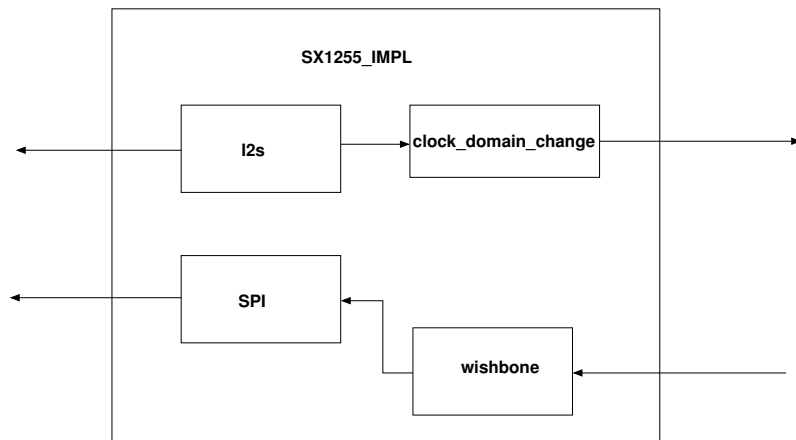 SX1255_IMPL
I2s
clock_domain_change
SPI
wishbone